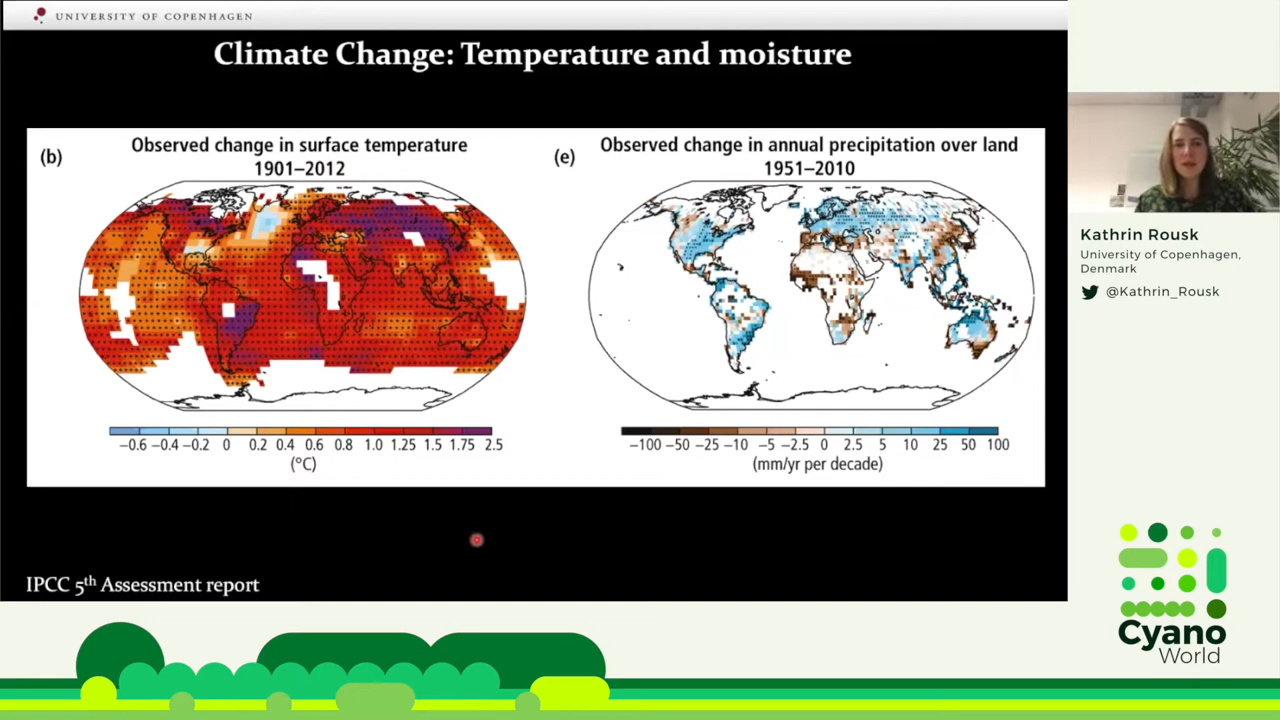 UNIVERSITY OF COPENHAGEN
Climate Change: Temperature and moisture
(b)
Observed change in surface temperature
1901–2012
−0.6 −0.4 −0.2 0 0.2 0.4 0.6 0.8 1.0 1.25 1.5 1.75 2.5
(°C)
(e)
Observed change in annual precipitation over land
1951–2010
−100 −50 −25 −10 −5 −2.5 0 2.5 5 10 25 50 100
(mm/yr per decade)
IPCC 5th Assessment report
Kathrin Rousk
University of Copenhagen,
Denmark
@Kathrin_Rousk
Cyano
World